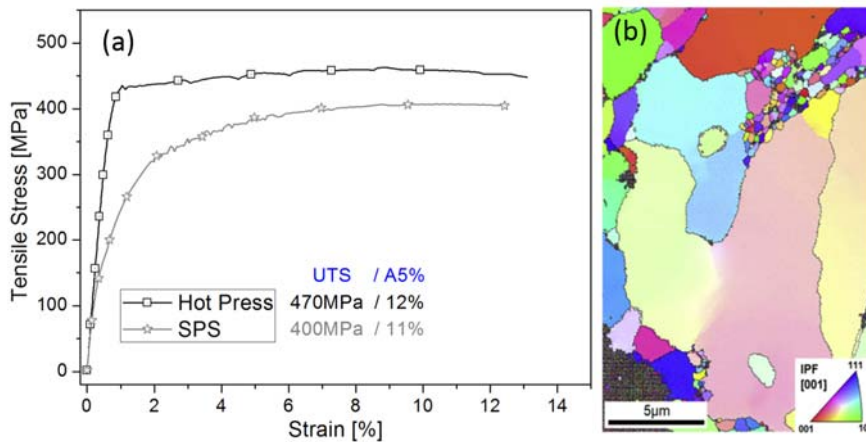 (a)
Tensile Stress [MPa]
500
400
300
200
100
0
UTS / A5%
Hot Press 470MPa / 12%
SPS 400MPa / 11%
0 2 4 6 8 10 12 14
Strain [%]
(b)
IPF 111
[001]
001
5µm